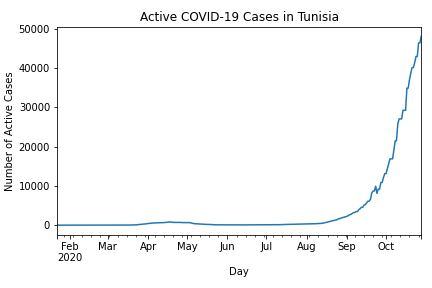 Active COVID-19 Cases in Tunisia
50000
40000
30000
20000
10000
0
Number of Active Cases
Feb Mar Apr May Jun Jul Aug Sep Oct
2020
Day